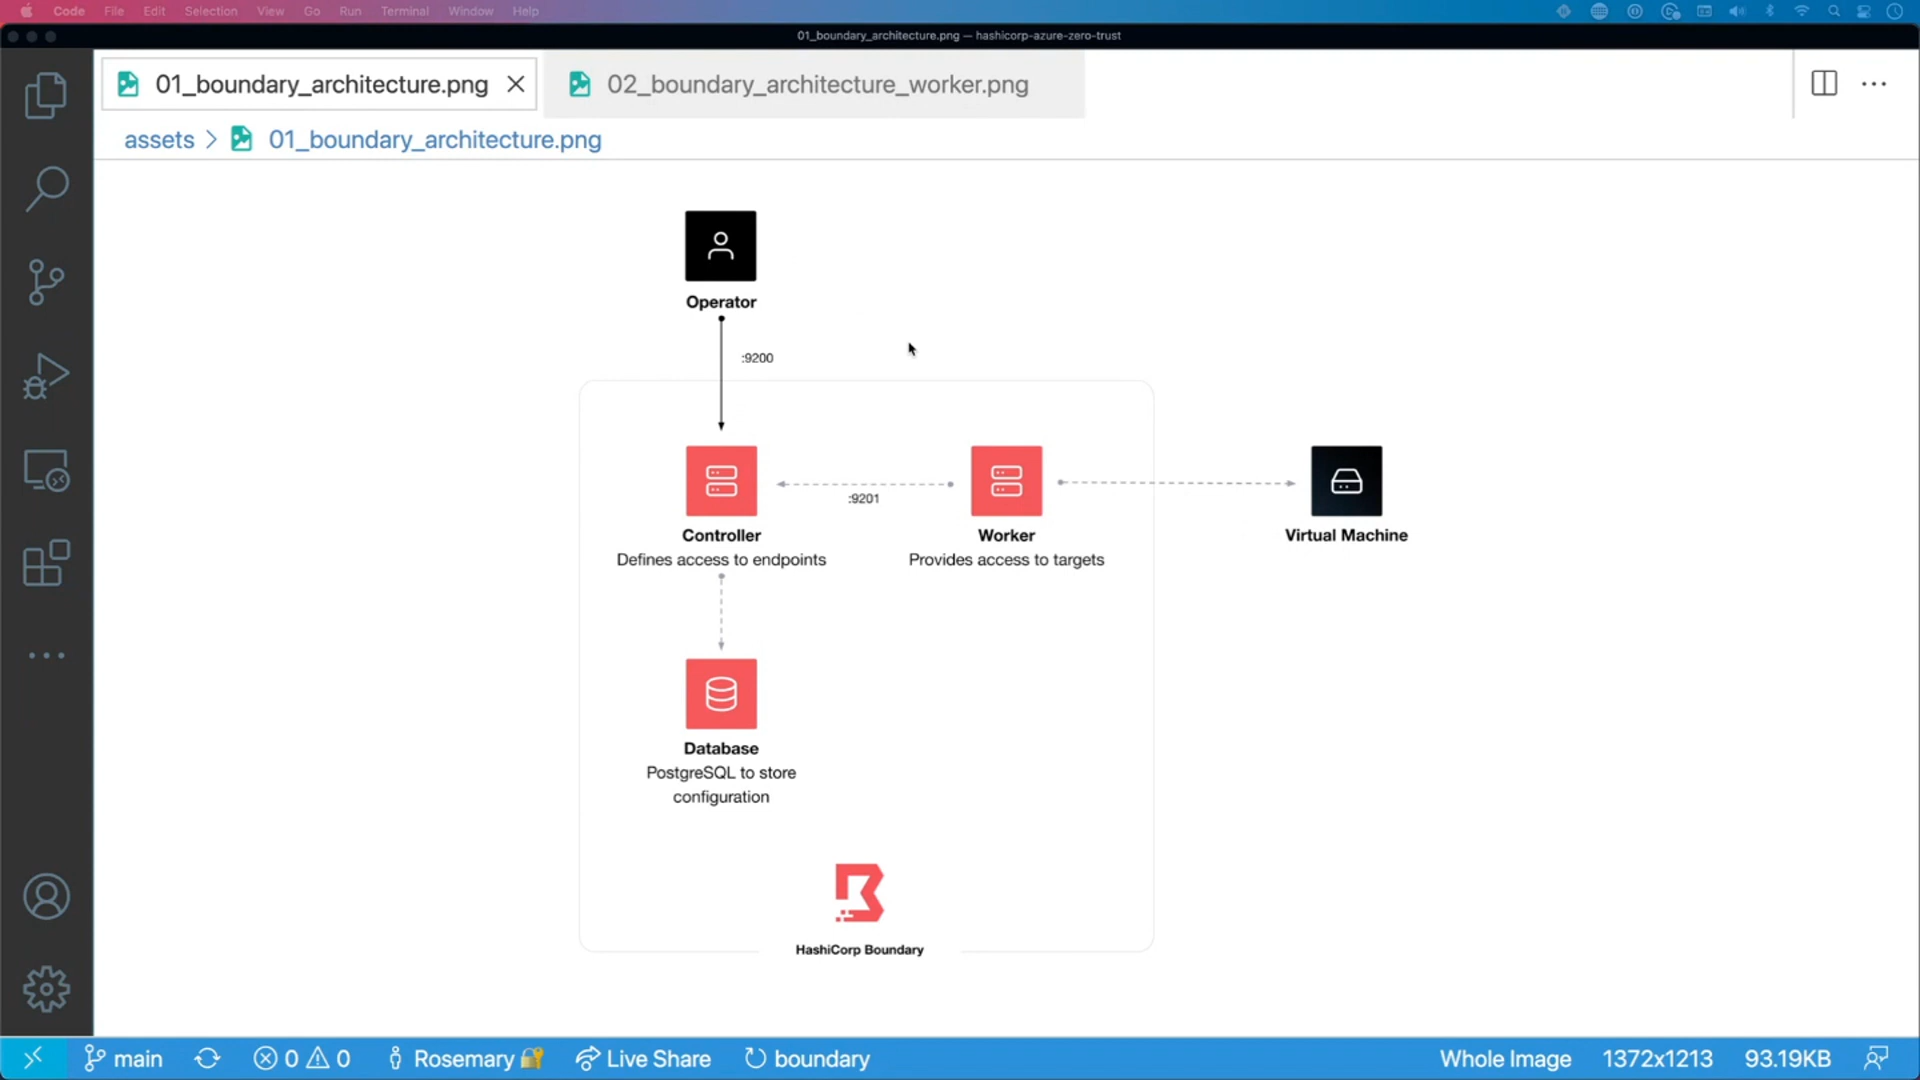 Code File Edit Selection View Go Run Terminal Window Help
01_boundary_architecture.png — hashicorp-azure-zero-trust
01_boundary_architecture.png
02_boundary_architecture_worker.png
assets > 01_boundary_architecture.png
Operator
:9200
:9201
Controller
Defines access to endpoints
Worker
Provides access to targets
Virtual Machine
Database
PostgreSQL to store
configuration
HashiCorp Boundary
main 0 0 Rosemary Live Share boundary Whole Image 1372x1213 93.19KB